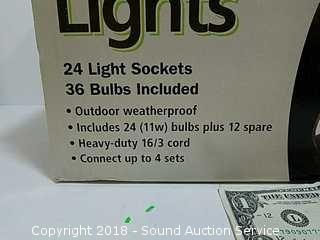 Lights
24 Light Sockets
36 Bulbs Included
• Outdoor weatherproof
• Includes 24 (11w) bulbs plus 12 spare
• Heavy-duty 16/3 cord
• Connect up to 4 sets
1
Copyright 2018 - Sound Auction Service